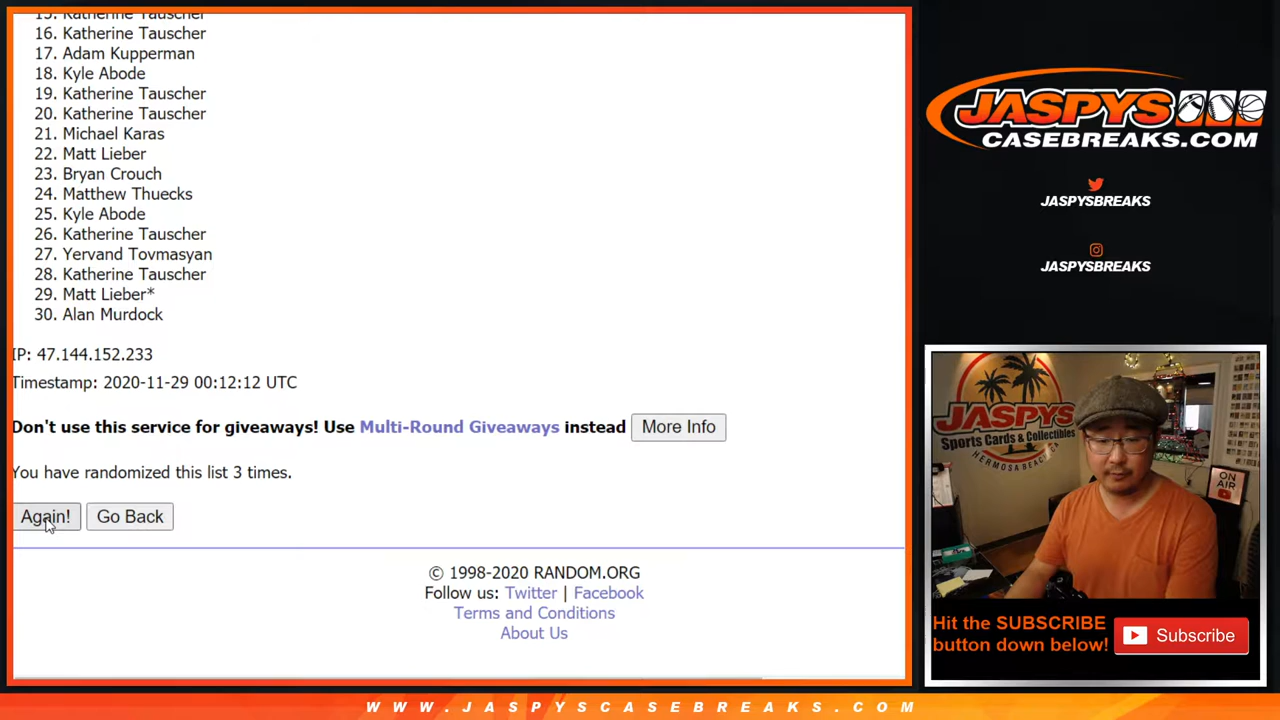 15. Katherine Tauscher
16. Katherine Tauscher
17. Adam Kupperman
18. Kyle Abode
19. Katherine Tauscher
20. Katherine Tauscher
21. Michael Karas
22. Matt Lieber
23. Bryan Crouch
24. Matthew Thuecks
25. Kyle Abode
26. Katherine Tauscher
27. Yervand Tovmasyan
28. Katherine Tauscher
29. Matt Lieber*
30. Alan Murdock
IP: 47.144.152.233
Timestamp: 2020-11-29 00:12:12 UTC
Don't use this service for giveaways! Use Multi-Round Giveaways instead More Info
You have randomized this list 3 times.
Again! Go Back
© 1998-2020 RANDOM.ORG
Follow us: Twitter | Facebook
Terms and Conditions
About Us
JASPYS
CASEBREAKS.COM
JASPYSBREAKS
JASPYSBREAKS
JASPYS
Sports Cards & Collectibles
HERMOSA BEACH, CA
ON AIR
Hit the SUBSCRIBE
button down below!
Subscribe
WWW.JASPYSCASEBREAKS.COM